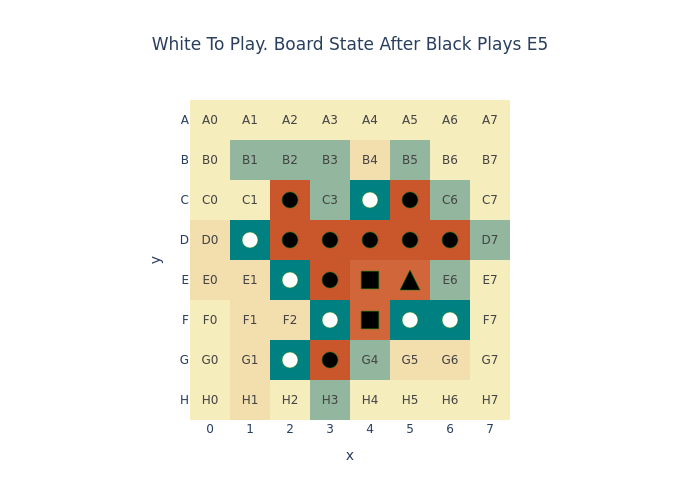 White To Play. Board State After Black Plays E5
A A0 A1 A2 A3 A4 A5 A6 A7
B B0 B1 B2 B3 B4 B5 B6 B7
C C0 C1 C3 C6 C7
D D0 D7
y
E E0 E1 E6 E7
F F0 F1 F2 F7
G G0 G1 G4 G5 G6 G7
H H0 H1 H2 H3 H4 H5 H6 H7
0 1 2 3 4 5 6 7
x